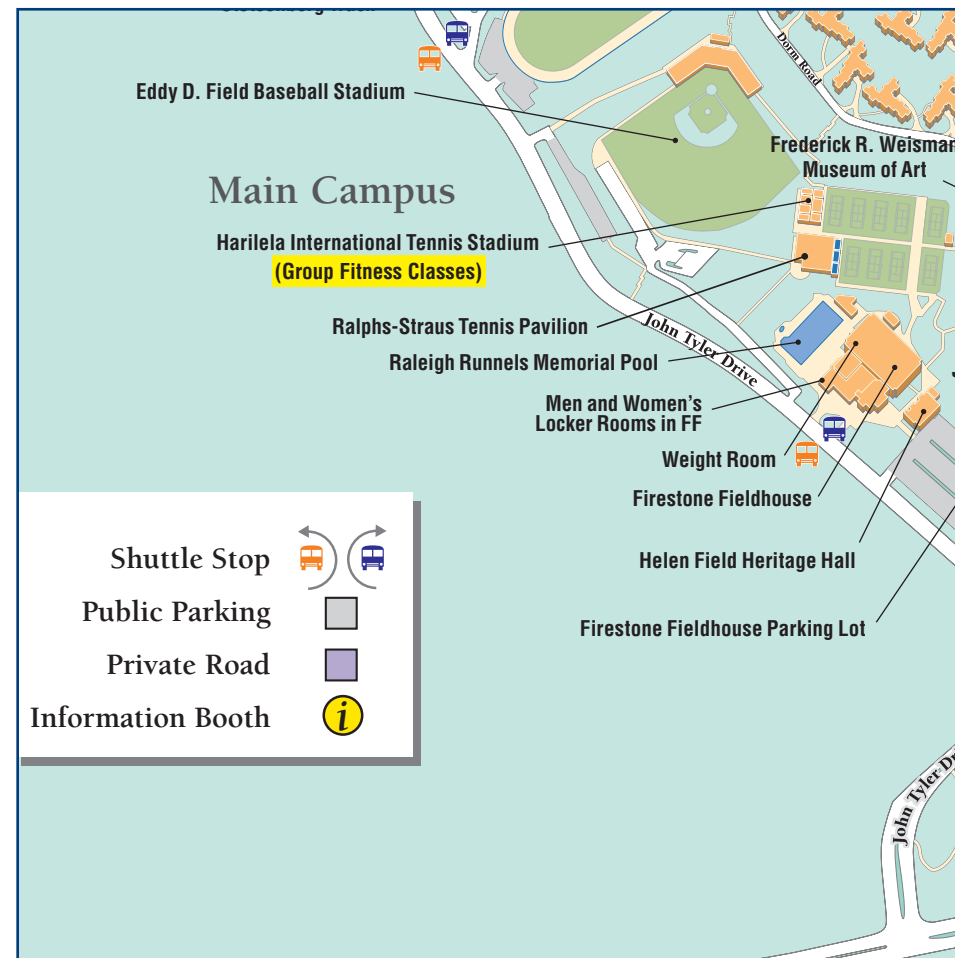 Dorm Road
Eddy D. Field Baseball Stadium
Frederick R. Weisman
Museum of Art
Main Campus
Harilela International Tennis Stadium
(Group Fitness Classes)
Ralphs-Straus Tennis Pavilion
John Tyler Drive
Raleigh Runnels Memorial Pool
Men and Women's
Locker Rooms in FF
Weight Room
Firestone Fieldhouse
Helen Field Heritage Hall
Firestone Fieldhouse Parking Lot
Shuttle Stop
Public Parking
Private Road
Information Booth
i
John Tyler Dr